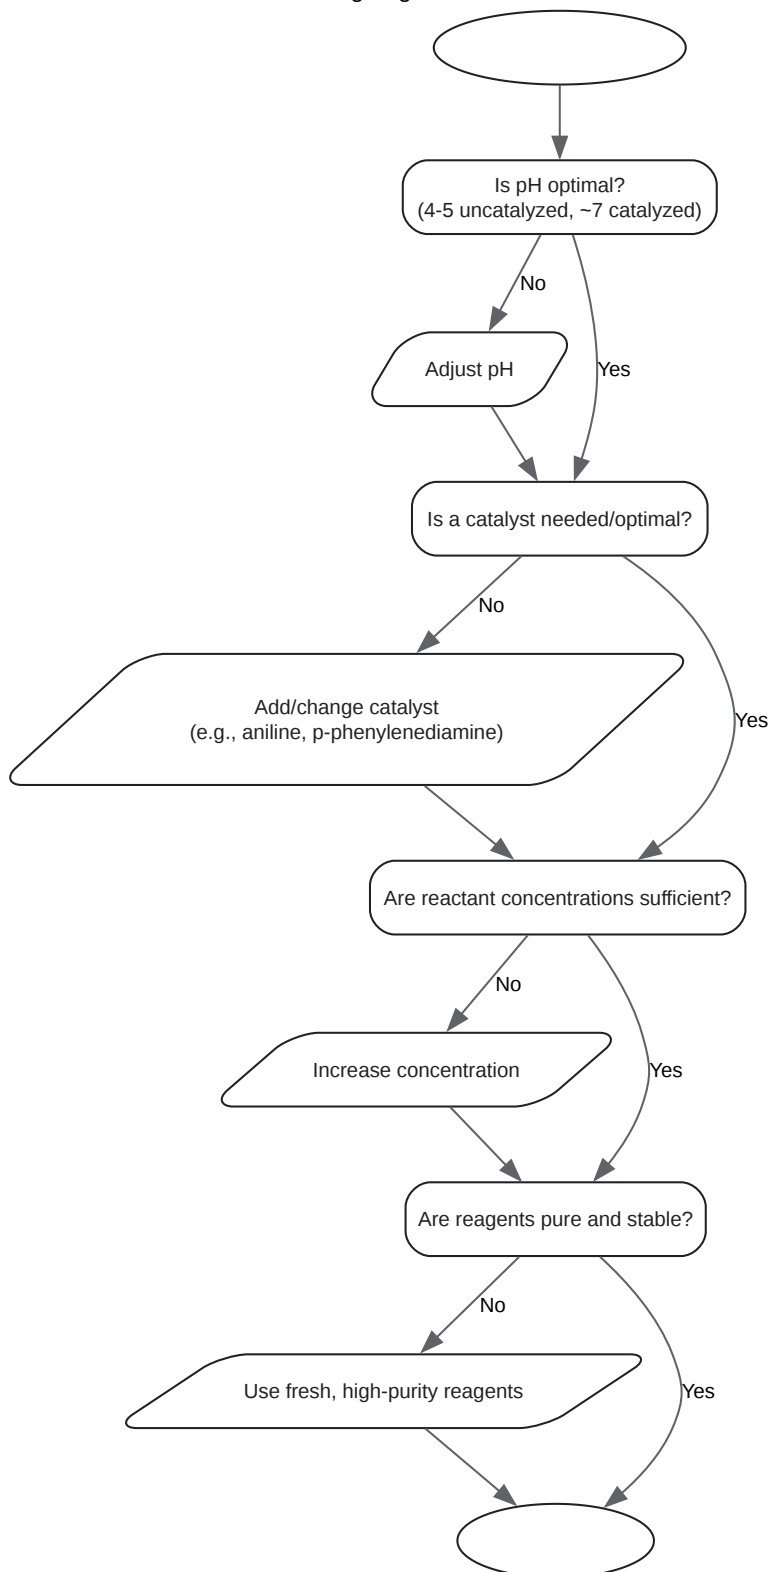 Is pH optimal?
(4-5 uncatalyzed, ~7 catalyzed)
No
Adjust pH
Yes
Is a catalyst needed/optimal?
No
Add/change catalyst
(e.g., aniline, p-phenylenediamine)
Yes
Are reactant concentrations sufficient?
No
Increase concentration
Yes
Are reagents pure and stable?
No
Use fresh, high-purity reagents
Yes